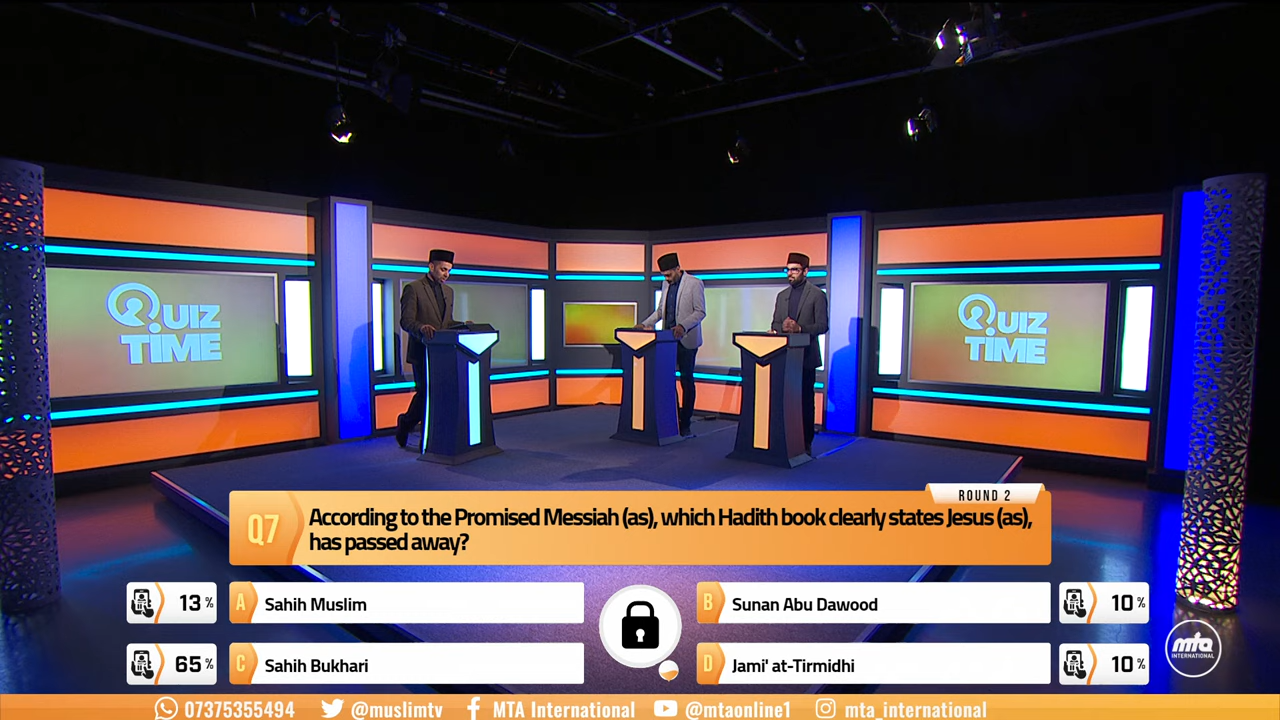 QUIZ
TIME
QUIZ
TIME
ROUND 2
Q7
According to the Promised Messiah (as), which Hadith book clearly states Jesus (as),
has passed away?
13%
A Sahih Muslim
B Sunan Abu Dawood
10%
65%
C Sahih Bukhari
D Jami' at-Tirmidhi
10%
mta
INTERNATIONAL
07375355494 @muslimtv MTA International @mtaonline1 mta_international